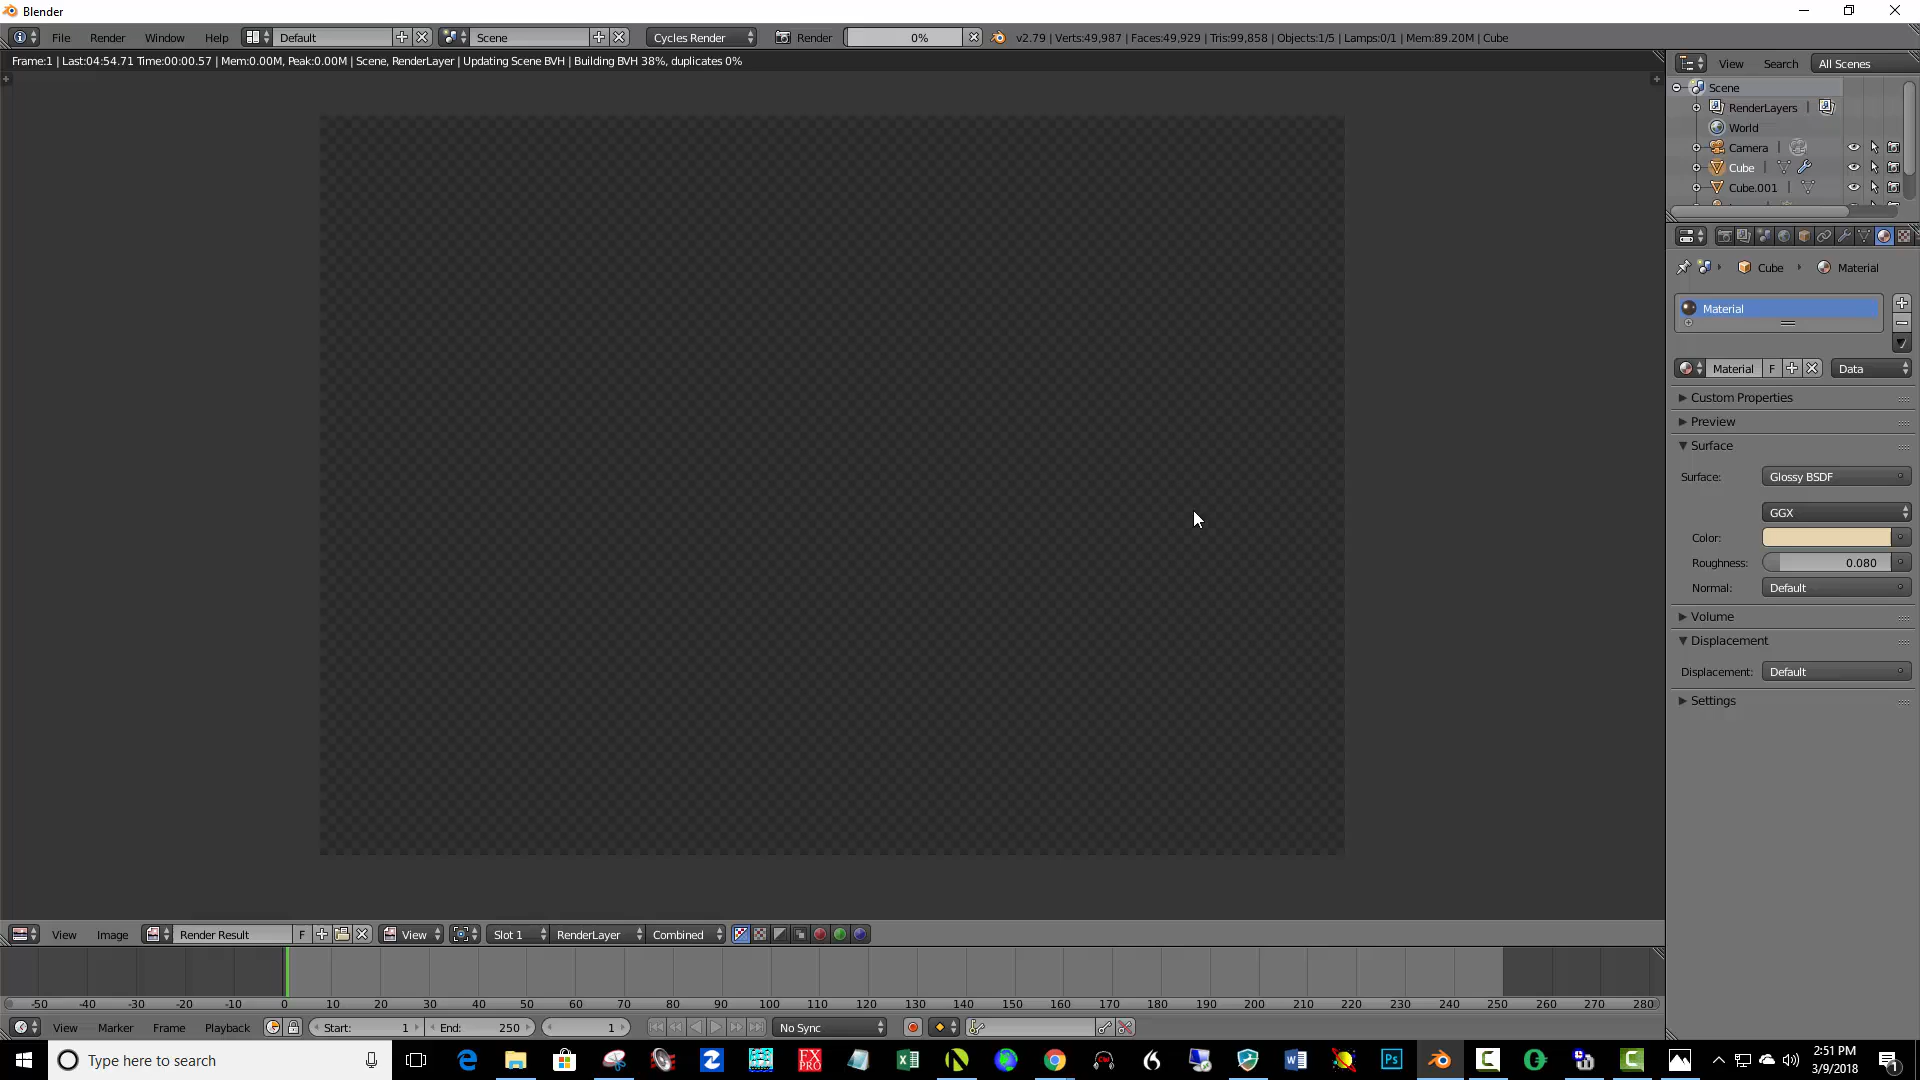 Blender
File Render Window Help Default Scene Cycles Render Render 0% v2.79 | Verts:49,987 | Faces:49,929 | Tris:99,858 | Objects:1/5 | Lamps:0/1 | Mem:89.20M | Cube
Frame:1 | Last:04:54.71 Time:00:00.57 | Mem:0.00M, Peak:0.00M | Scene, RenderLayer | Updating Scene BVH | Building BVH 38%, duplicates 0%
View Search All Scenes
Scene
RenderLayers
World
Camera
Cube
Cube.001
Cube Material
Material
Material F Data
Custom Properties
Preview
Surface
Surface: Glossy BSDF
GGX
Color:
Roughness: 0.080
Normal: Default
Volume
Displacement
Displacement: Default
Settings
View Image Render Result F View Slot 1 RenderLayer Combined
-50 -40 -30 -20 -10 0 10 20 30 40 50 60 70 80 90 100 110 120 130 140 150 160 170 180 190 200 210 220 230 240 250 260 270 280
View Marker Frame Playback Start: 1 End: 250 1 No Sync
Type here to search
FX PRO
Ps
2:51 PM
3/9/2018
1